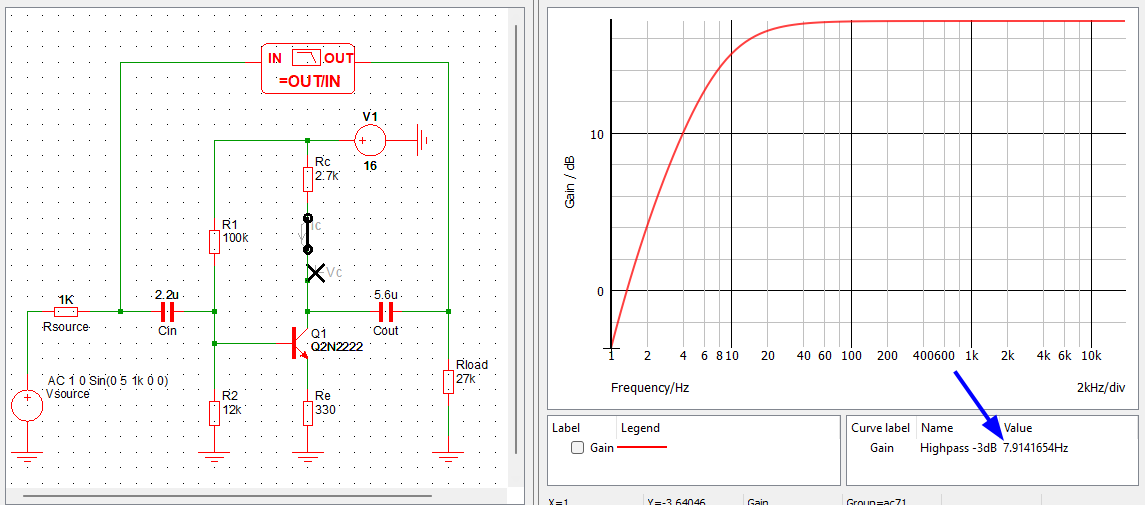 IN OUT
=OUT/IN
V1
16
Rc
2.7k
Ic
R1
100k
Vc
1K
2.2u
5.6u
Rsource
Cin
Cout
Q1
Q2N2222
AC 1 0 Sin(0 5 1k 0 0)
Vsource
R2
12k
Re
330
Rload
27k
Gain / dB
10
0
1 2 4 6 8 10 20 40 60 100 200 400 600 1k 2k 4k 6k 10k
Frequency/Hz 2kHz/div
Label Legend
Gain
Curve label Name Value
Gain Highpass -3dB 7.9141654Hz
X=1 Y=-3.64046 Gain Group=ac71